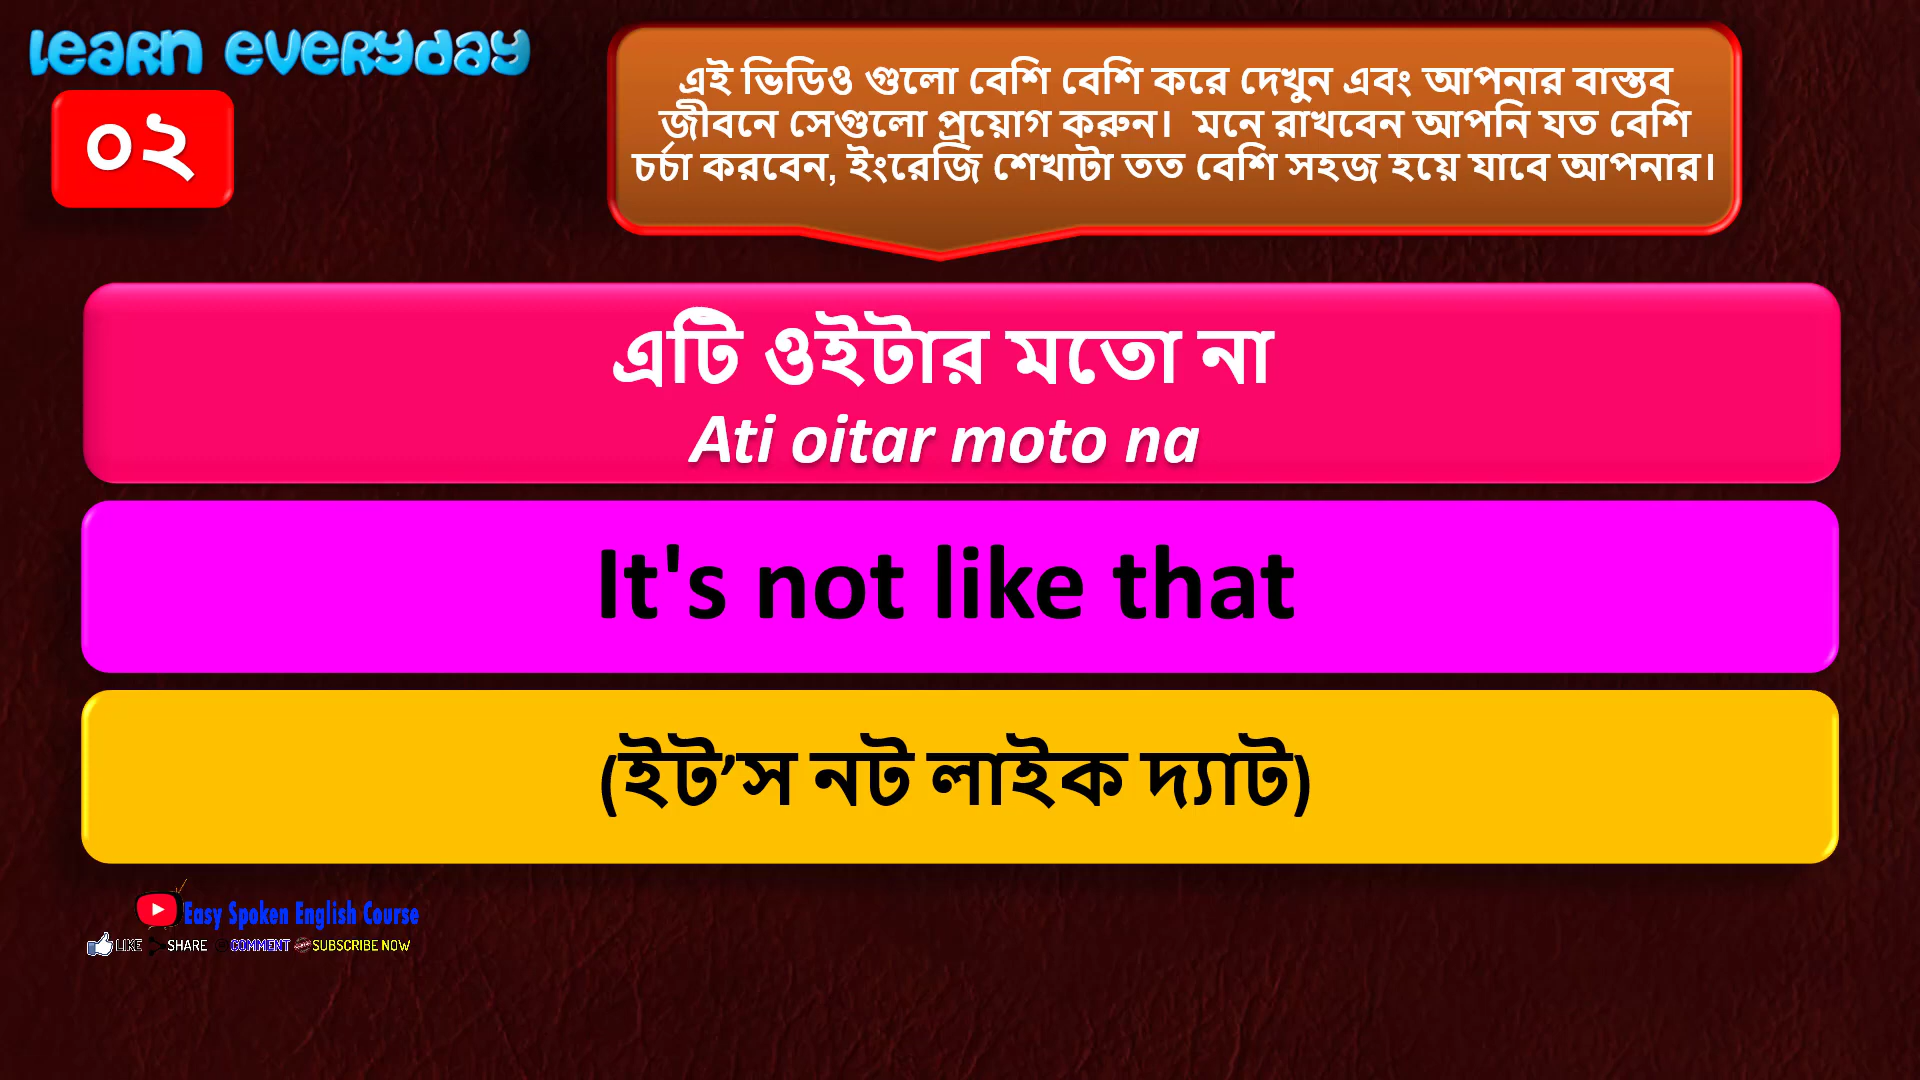 Learn Everyday
০২
এই ভিডিও গুলো বেশি বেশি করে দেখুন এবং আপনার বাস্তব
জীবনে সেগুলো প্রয়োগ করুন। মনে রাখবেন আপনি যত বেশি
চর্চা করবেন, ইংরেজি শেখাটা তত বেশি সহজ হয়ে যাবে আপনার।
এটি ওইটার মতো না
Ati oitar moto na
It's not like that
(ইট’স নট লাইক দ্যাট)
Easy Spoken English Course
LIKE SHARE COMMENT SUBSCRIBE NOW